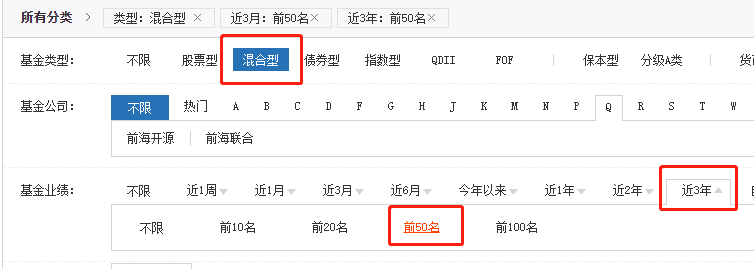 所有分类 > 类型: 混合型 × 近3月: 前50名× 近3年: 前50名×
基金类型: 不限 股票型 混合型 债券型 指数型 QDII FOF 保本型 分级A类
基金公司: 不限 热门 A B C D F G H J K M N P Q R S T W
前海开源 前海联合
基金业绩: 不限 近1周 近1月 近3月 近6月 今年以来 近1年 近2年 近3年
不限 前10名 前20名 前50名 前100名